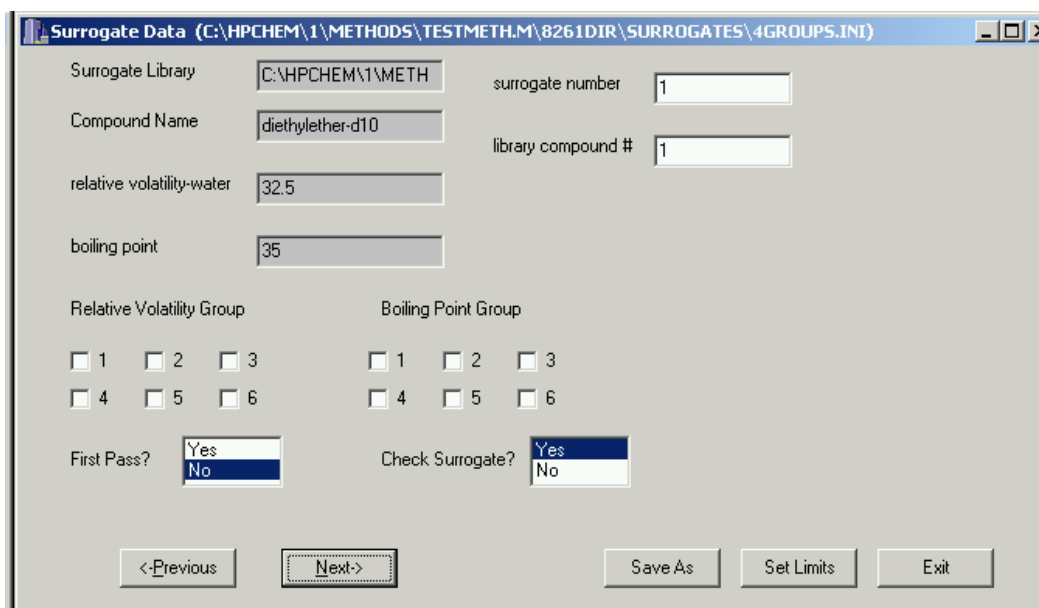 Surrogate Data (C:\HPCHEM\1\METHODS\TESTMETH.M\8261DIR\SURROGATES\4GROUPS.INI)
Surrogate Library C:\HPCHEM\1\METH surrogate number 1
Compound Name diethylether-d10 library compound # 1
relative volatility-water 32.5
boiling point 35
Relative Volatility Group Boiling Point Group
1 2 3 1 2 3
4 5 6 4 5 6
First Pass? Yes No Check Surrogate? Yes No
<-Previous Next-> Save As Set Limits Exit